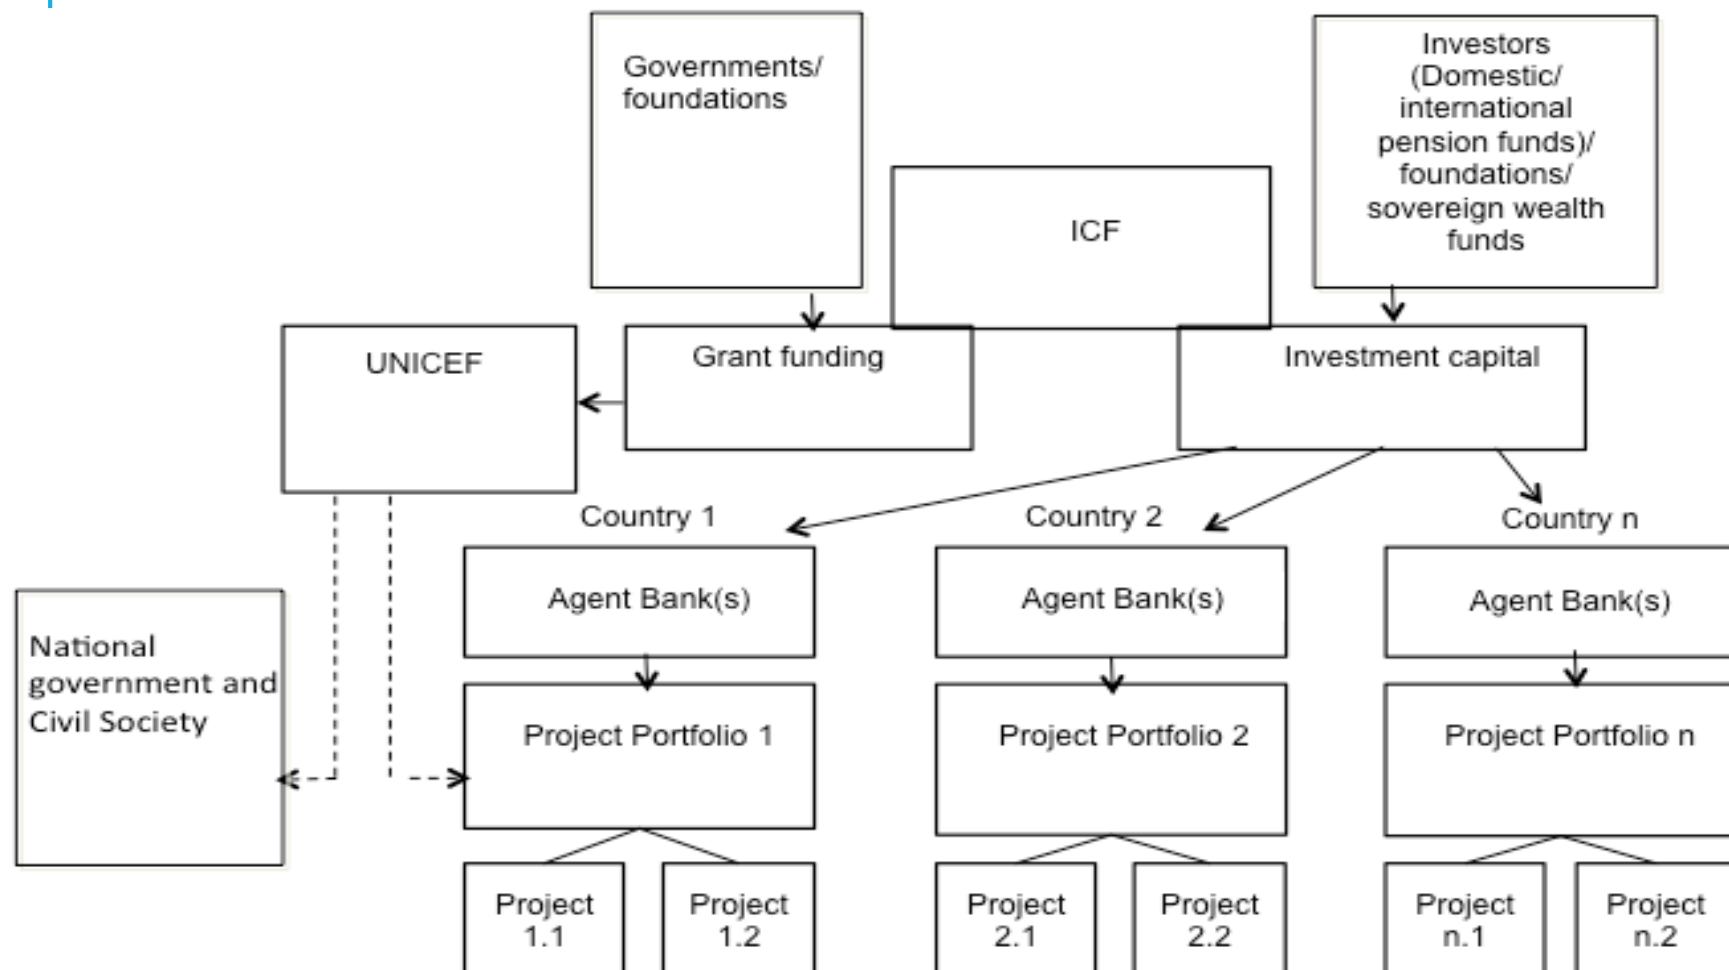 Governments/
foundations
Investors
(Domestic/
international
pension funds)/
foundations/
sovereign wealth
funds
ICF
UNICEF
Grant funding
Investment capital
Country 1
Country 2
Country n
Agent Bank(s)
Agent Bank(s)
Agent Bank(s)
National
government and
Civil Society
Project Portfolio 1
Project Portfolio 2
Project Portfolio n
Project
1.1
Project
1.2
Project
2.1
Project
2.2
Project
n.1
Project
n.2